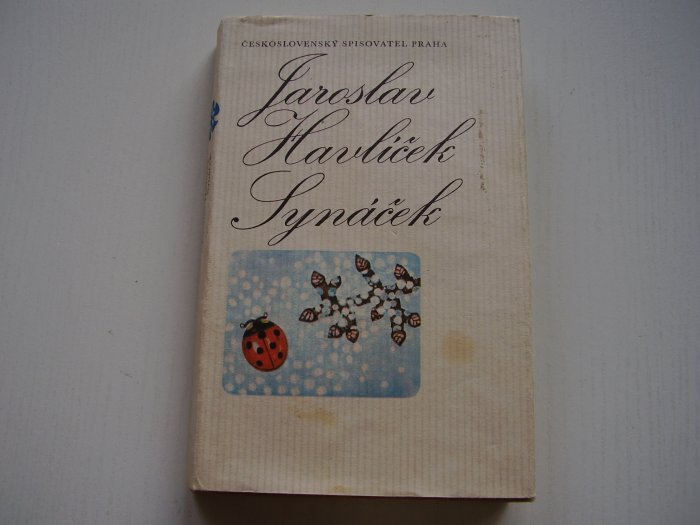 ČESKOSLOVENSKÝ SPISOVATEL PRAHA
Jaroslav
Havlíček
Synáček